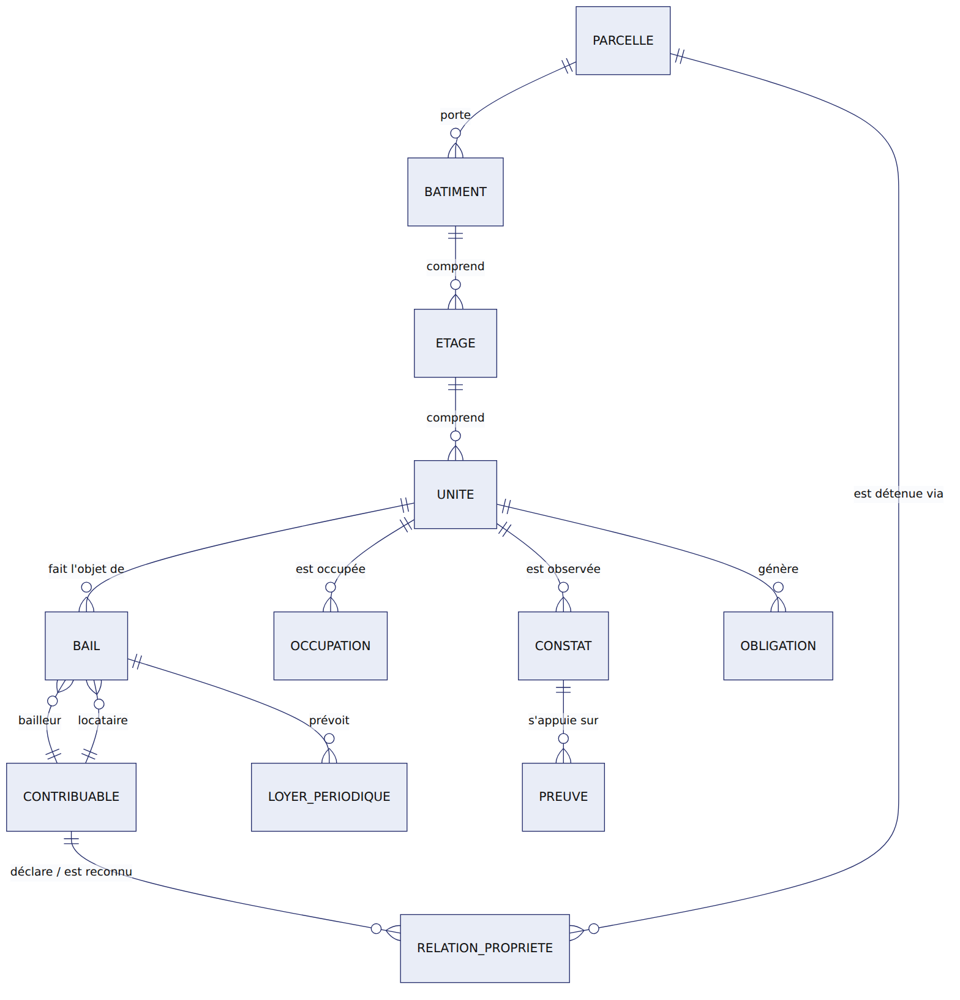 PARCELLE
porte
BATIMENT
comprend
ETAGE
comprend
UNITE
est détenue via
fait l'objet de
est occupée
est observée
génère
BAIL
OCCUPATION
CONSTAT
OBLIGATION
bailleur
locataire
prévoit
s'appuie sur
CONTRIBUABLE
LOYER_PERIODIQUE
PREUVE
déclare / est reconnu
RELATION_PROPRIETE